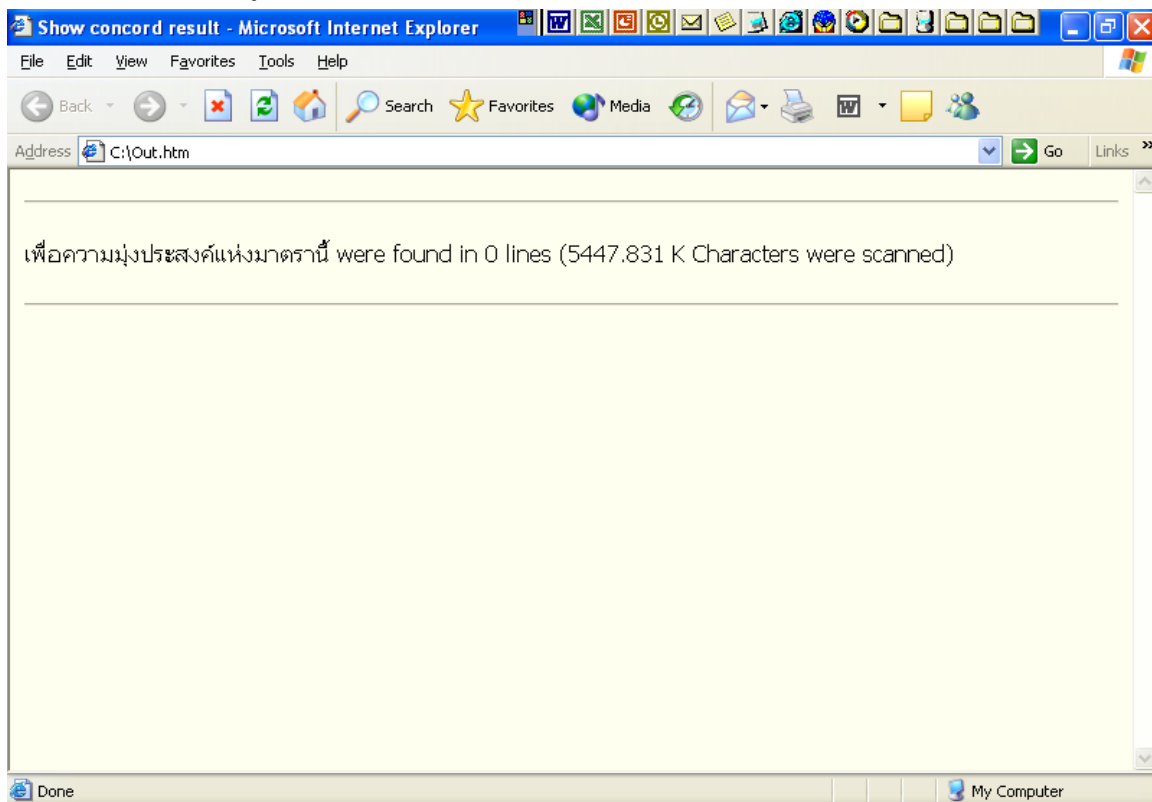 Show concord result - Microsoft Internet Explorer
File Edit View Favorites Tools Help
Back Search Favorites Media
Address C:\Out.htm Go Links »
เพื่อความมุ่งประสงค์แห่งมาตรานี้ were found in 0 lines (5447.831 K Characters were scanned)
Done My Computer